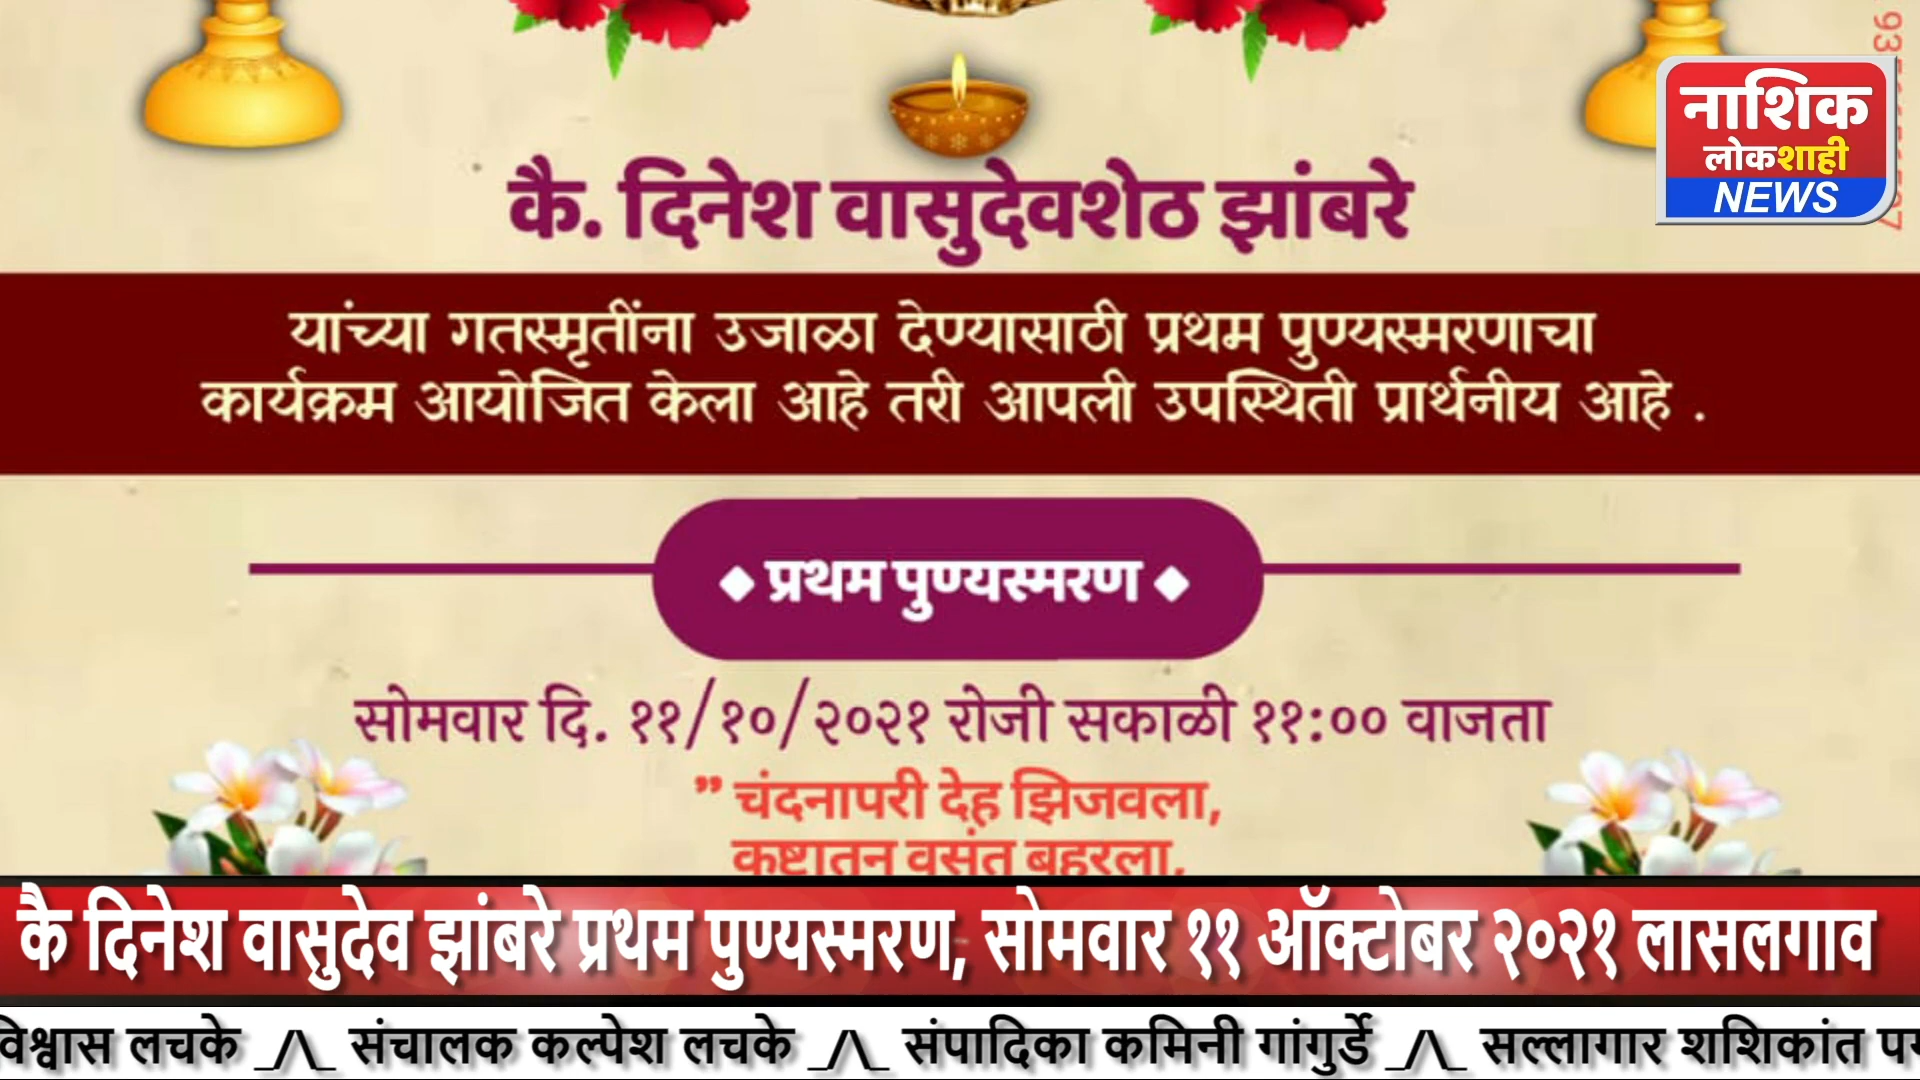 नाशिक
लोकशाही
NEWS
कै. दिनेश वासुदेवशेठ झांबरे
यांच्या गतस्मृतींना उजाळा देण्यासाठी प्रथम पुण्यस्मरणाचा
कार्यक्रम आयोजित केला आहे तरी आपली उपस्थिती प्रार्थनीय आहे .
◆ प्रथम पुण्यस्मरण ◆
सोमवार दि. ११/१०/२०२१ रोजी सकाळी ११:०० वाजता
” चंदनापरी देह झिजवला,
वसंत बहरला,
कै दिनेश वासुदेव झांबरे प्रथम पुण्यस्मरण, सोमवार ११ ऑक्टोबर २०२१ लासलगाव
विश्वास लचके _/\_ संचालक कल्पेश लचके _/\_ संपादिका कमिनी गांगुर्डे _/\_ सल्लागार शशिकांत